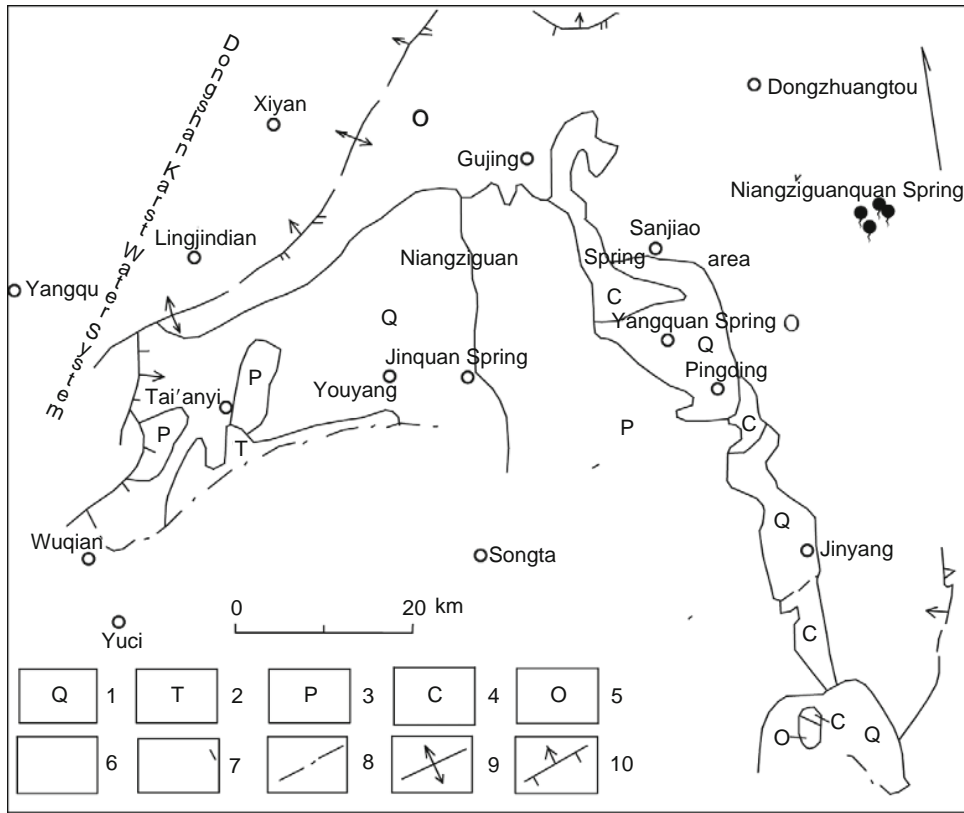 Dongshan Karst Water System
Xiyan
O
Dongzhuangtou
Gujing
Niangziguanquan Spring
Lingjindian
Niangziguan
Spring
Sanjiao
area
Yangqu
C
Q
Yangquan Spring
O
Q
Jinquan Spring
Pingding
P
Youyang
Tai'anyi
P
T
P
C
Q
Wuqian
Songta
Jinyang
0
20 km
Yuci
C
Q 1
T 2
P 3
C 4
O 5
C
O
Q
6
7
8
9
10